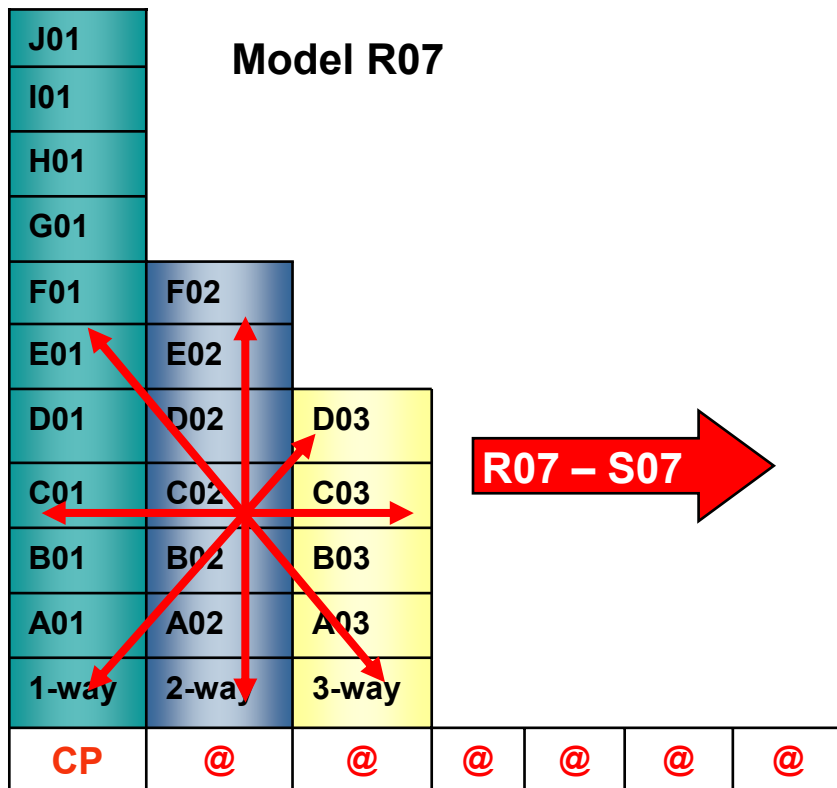 Model R07
J01
I01
H01
G01
F01 F02
E01 E02
D01 D02 D03
R07 – S07
C01 C02 C03
B01 B02 B03
A01 A02 A03
1-way 2-way 3-way
CP @ @ @ @ @ @